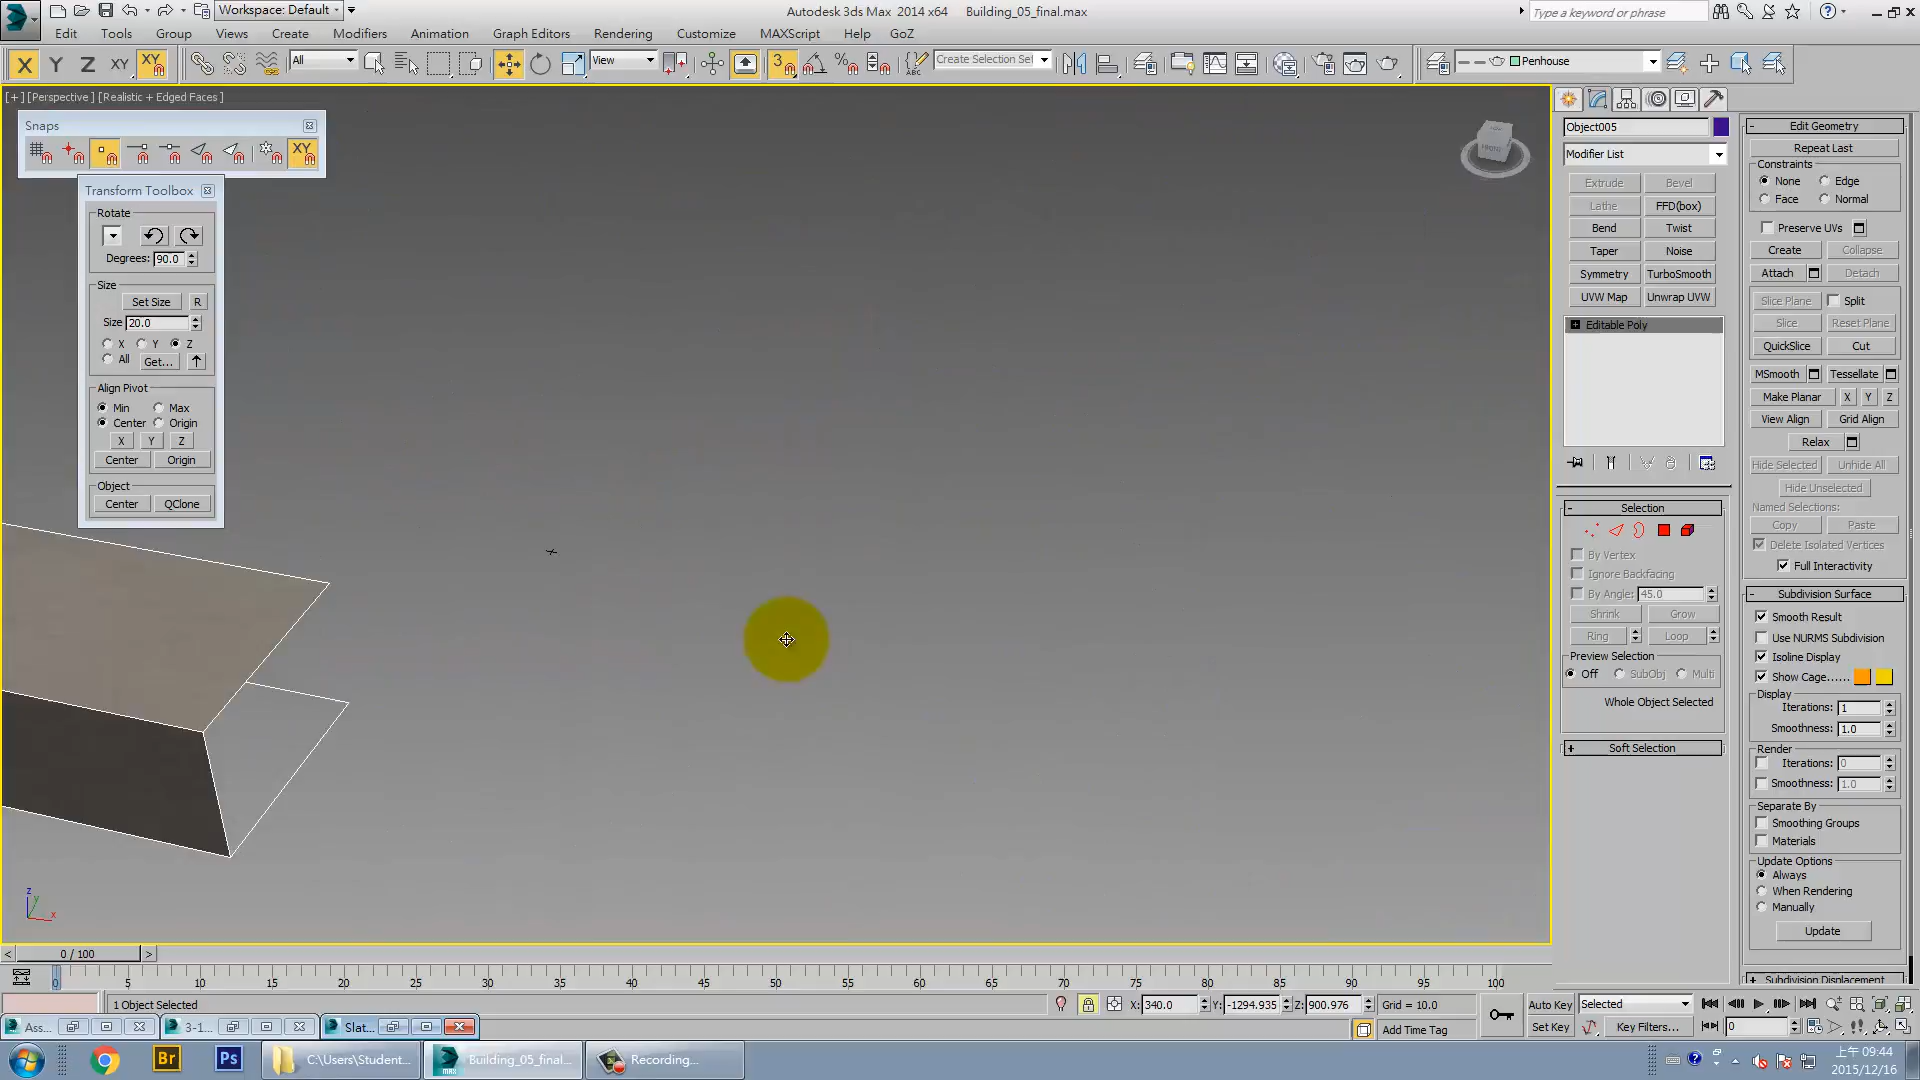 Workspace: Default
Autodesk 3ds Max 2014 x64 Building_05_final.max
Type a keyword or phrase
Edit Tools Group Views Create Modifiers Animation Graph Editors Rendering Customize MAXScript Help GoZ
X Y Z XY XY
All
View
3
Create Selection Set
Penhouse
[+] [Perspective] [Realistic + Edged Faces]
Snaps
XY
Transform Toolbox
Rotate
Degrees: 90.0
Size
Set Size R
Size 20.0
X Y Z
All Get...
Align Pivot
Min Max
Center Origin
X Y Z
Center Origin
Object
Center QClone
z
y
x
Object005
Modifier List
Extrude Bevel
Lathe FFD(box)
Bend Twist
Taper Noise
Symmetry TurboSmooth
UVW Map Unwrap UVW
Editable Poly
Selection
By Vertex
Ignore Backfacing
By Angle: 45.0
Shrink Grow
Ring Loop
Preview Selection
Off SubObj Multi
Whole Object Selected
Soft Selection
Edit Geometry
Repeat Last
Constraints
None Edge
Face Normal
Preserve UVs
Create Collapse
Attach Detach
Slice Plane Split
Slice Reset Plane
QuickSlice Cut
MSmooth Tessellate
Make Planar X Y Z
View Align Grid Align
Relax
Hide Selected Unhide All
Hide Unselected
Named Selections:
Copy Paste
Delete Isolated Vertices
Full Interactivity
Subdivision Surface
Smooth Result
Use NURMS Subdivision
Isoline Display
Show Cage......
Display
Iterations: 1
Smoothness: 1.0
Render
Iterations: 0
Smoothness: 1.0
Separate By
Smoothing Groups
Materials
Update Options
Always
When Rendering
Manually
Update
Subdivision Displacement
0 / 100
0 5 10 15 20 25 30 35 40 45 50 55 60 65 70 75 80 85 90 95 100
1 Object Selected
X: 340.0 Y: -1294.935 Z: 900.976 Grid = 10.0
Auto Key Selected
Ass... 3-1... Slat...
Add Time Tag
Set Key Key Filters... 0
Br Ps C:\Users\Student... Building_05_final... Recording...
上午 09:44
2015/12/16